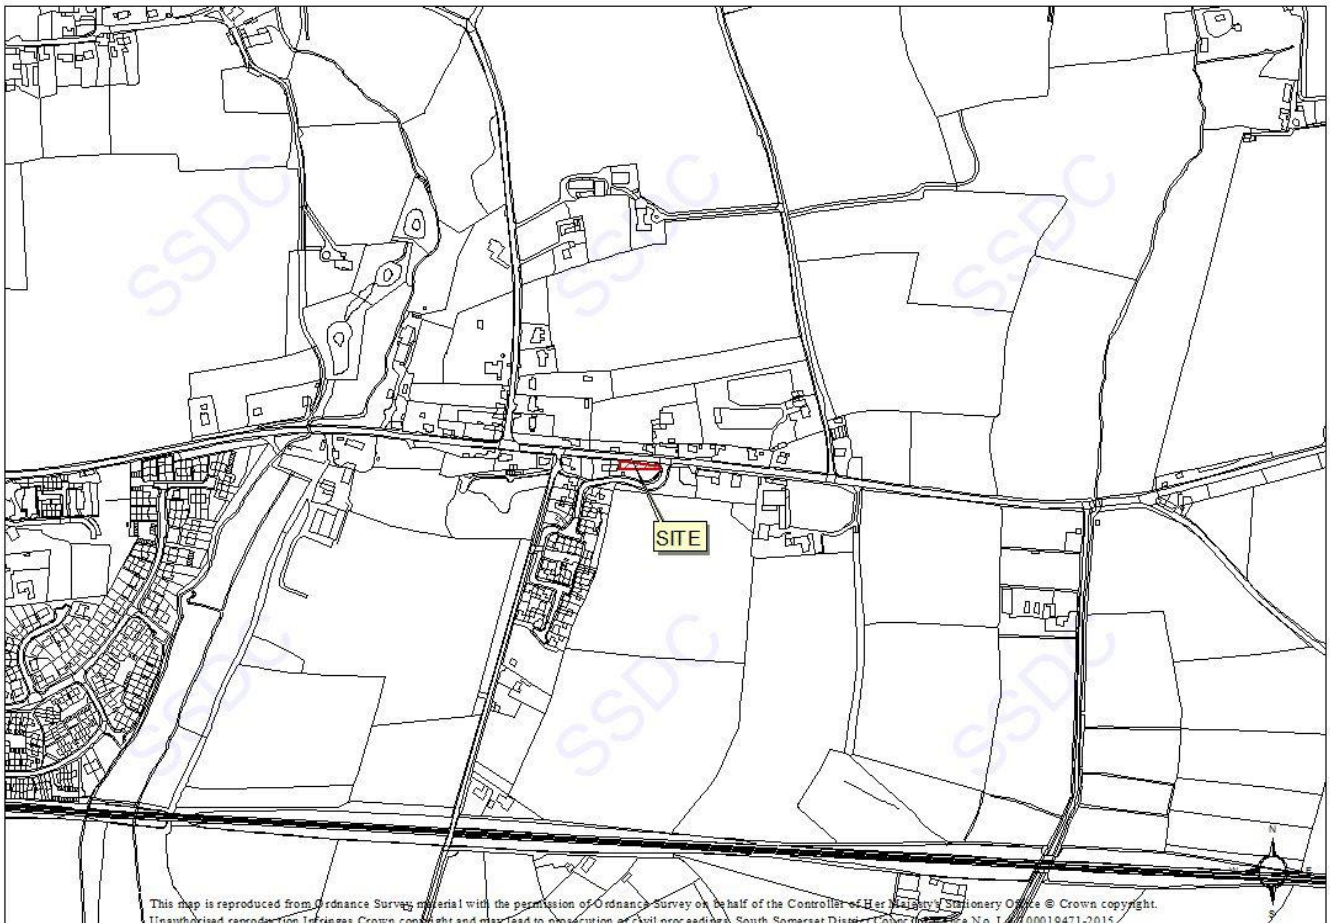 SSDC
SSDC
SSDC
SITE
SSDC
SSDC
SSDC
N
E
S
This map is reproduced from Ordnance Survey material with the permission of Ordnance Survey on behalf of the Controller of Her Majesty's Stationery Office © Crown copyright.
Unauthorised reproduction Infringes Crown copyright and may lead to prosecution or civil proceedings South Somerset District Council